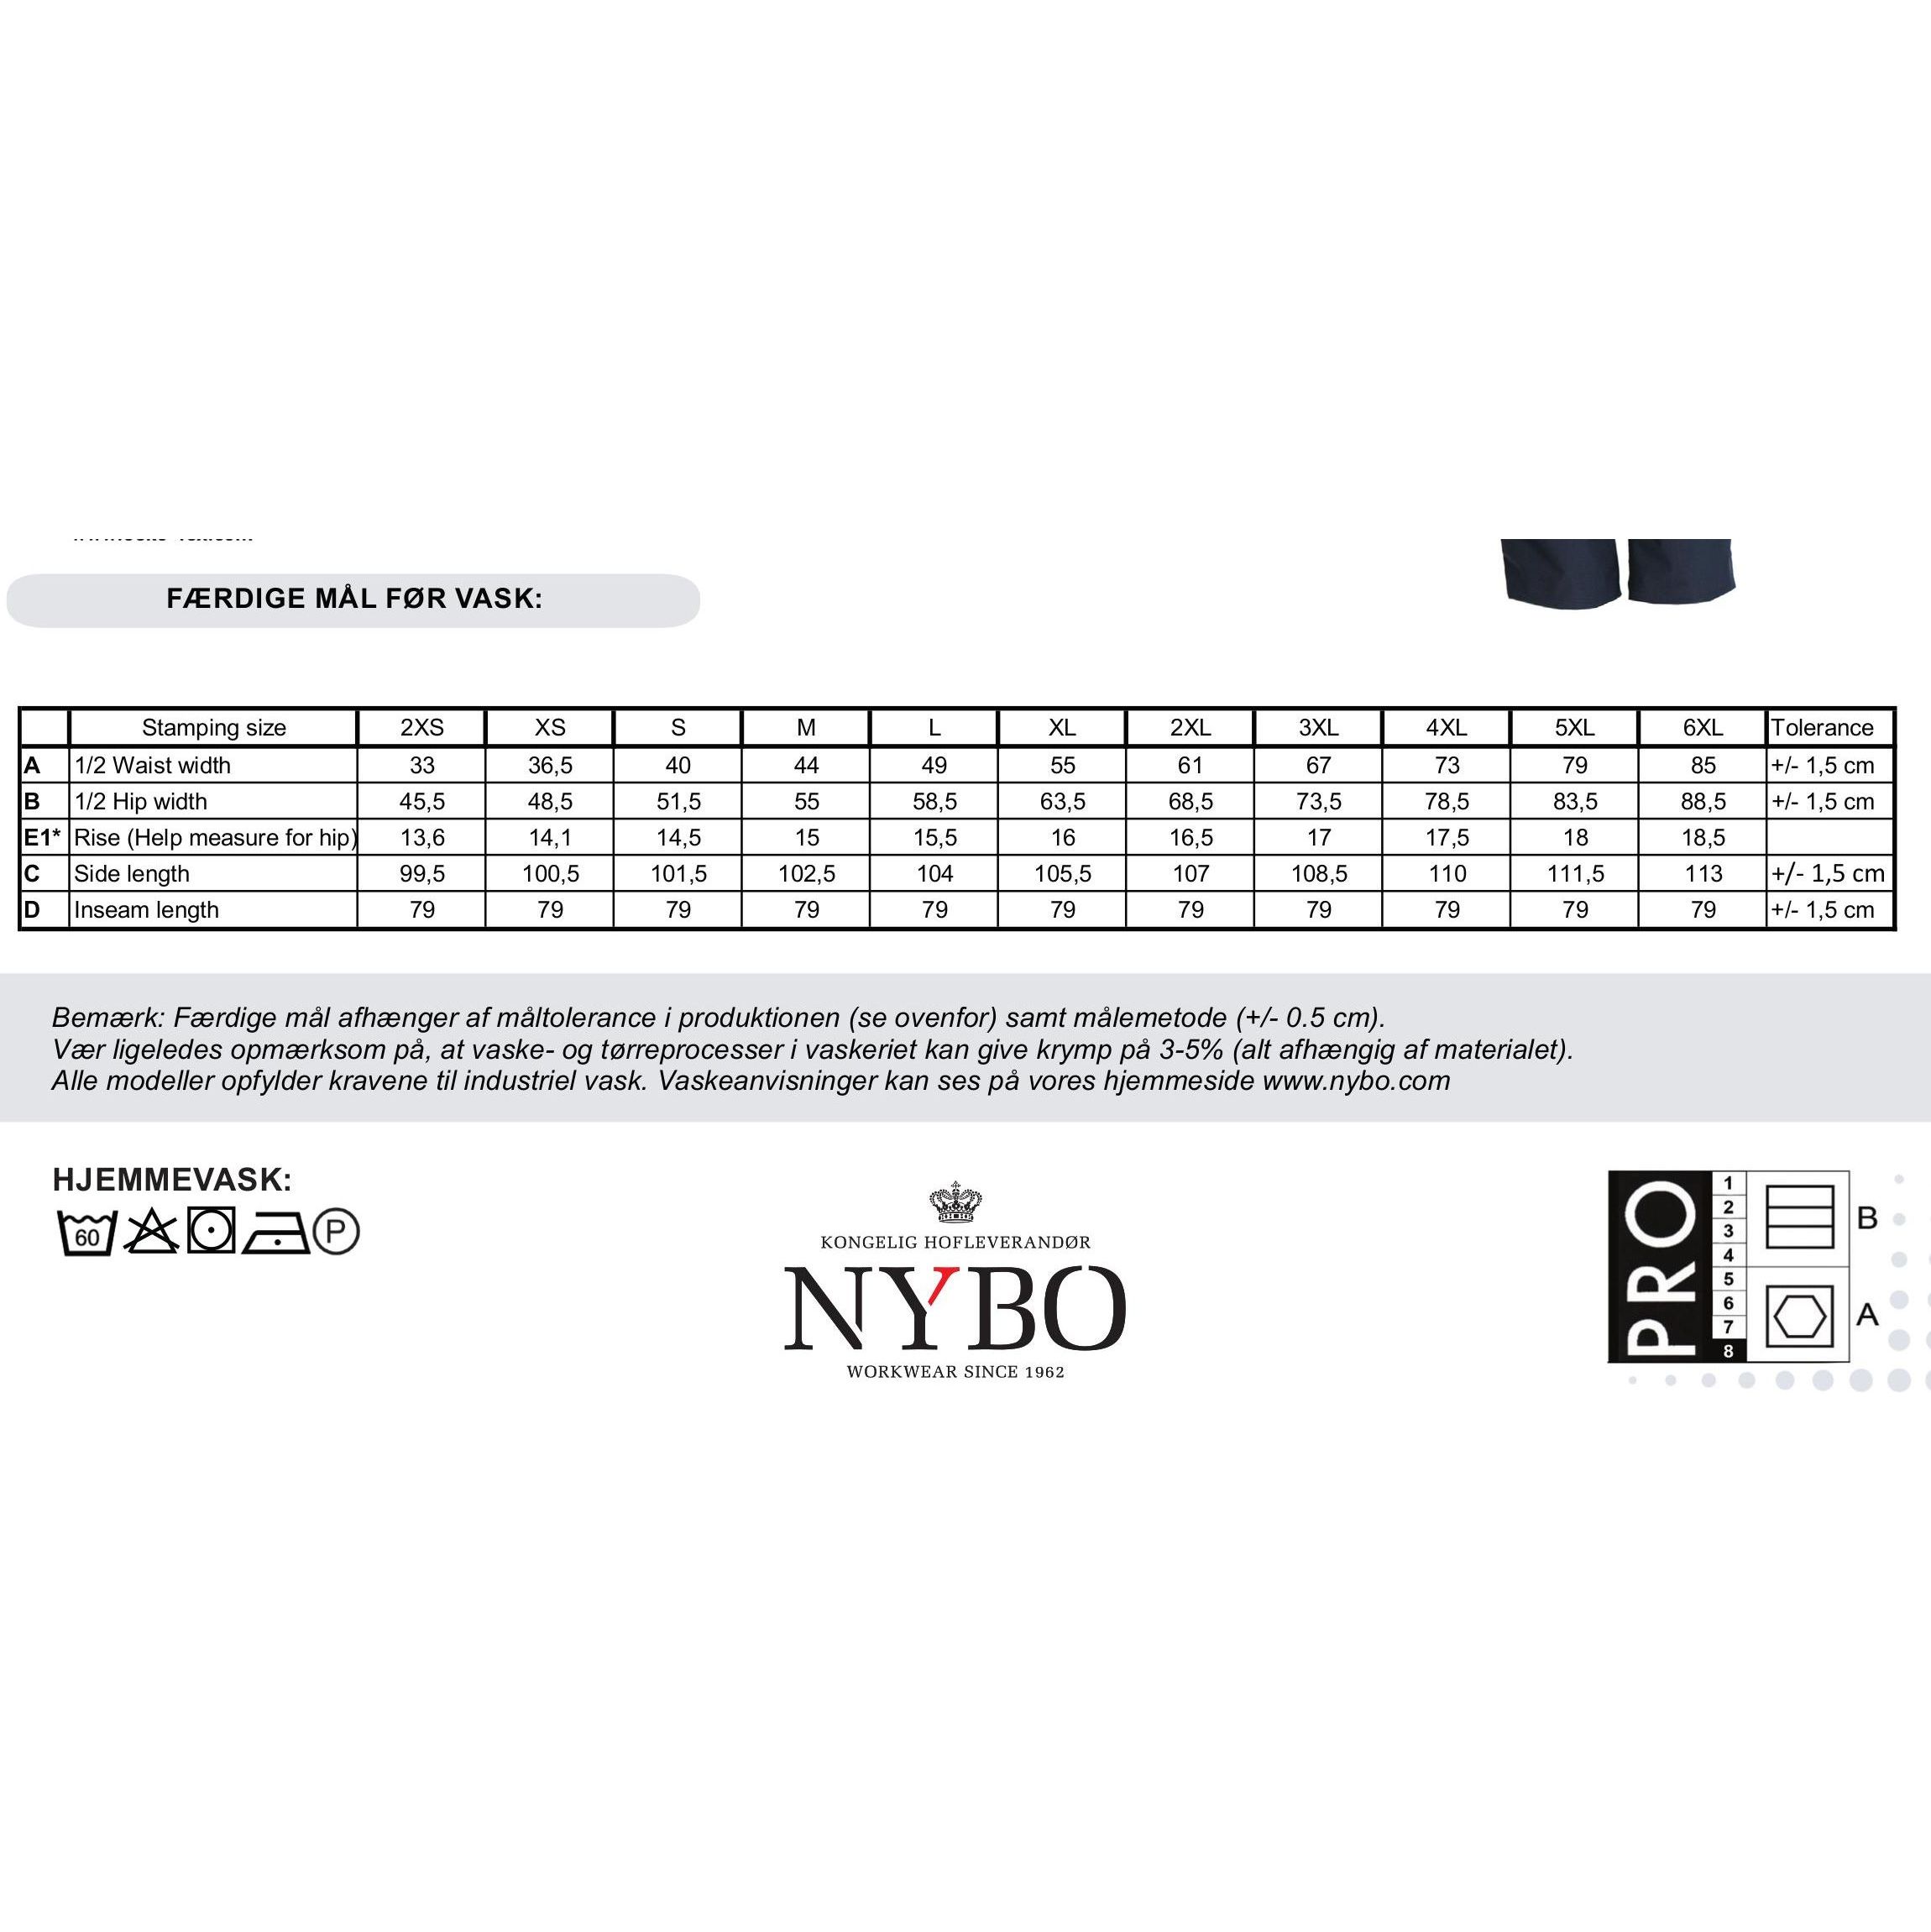 FÆRDIGE MÅL FØR VASK:
Stamping size 2XS XS S M L XL 2XL 3XL 4XL 5XL 6XL Tolerance
A 1/2 Waist width 33 36,5 40 44 49 55 61 67 73 79 85 +/- 1,5 cm
B 1/2 Hip width 45,5 48,5 51,5 55 58,5 63,5 68,5 73,5 78,5 83,5 88,5 +/- 1,5 cm
E1* Rise (Help measure for hip) 13,6 14,1 14,5 15 15,5 16 16,5 17 17,5 18 18,5
C Side length 99,5 100,5 101,5 102,5 104 105,5 107 108,5 110 111,5 113 +/- 1,5 cm
D Inseam length 79 79 79 79 79 79 79 79 79 79 79 +/- 1,5 cm
Bemærk: Færdige mål afhænger af måltolerance i produktionen (se ovenfor) samt målemetode (+/- 0.5 cm).
Vær ligeledes opmærksom på, at vaske- og tørreprocesser i vaskeriet kan give krymp på 3-5% (alt afhængig af materialet).
Alle modeller opfylder kravene til industriel vask. Vaskeanvisninger kan ses på vores hjemmeside www.nybo.com
HJEMMEVASK:
60 P
KONGELIG HOFLEVERANDØR
NYBO
WORKWEAR SINCE 1962
PRO
1
2
3
4
5
6
7
8
B
A